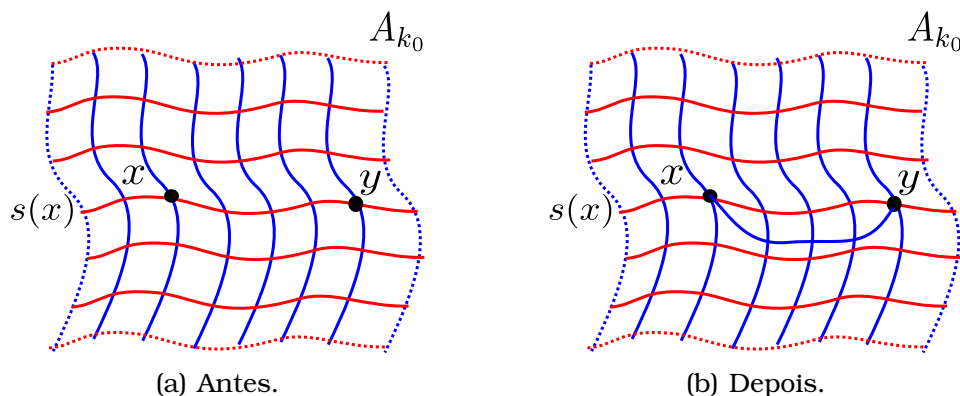 A_{k_0}
x
y
s(x)
(a) Antes.
A_{k_0}
x
y
s(x)
(b) Depois.